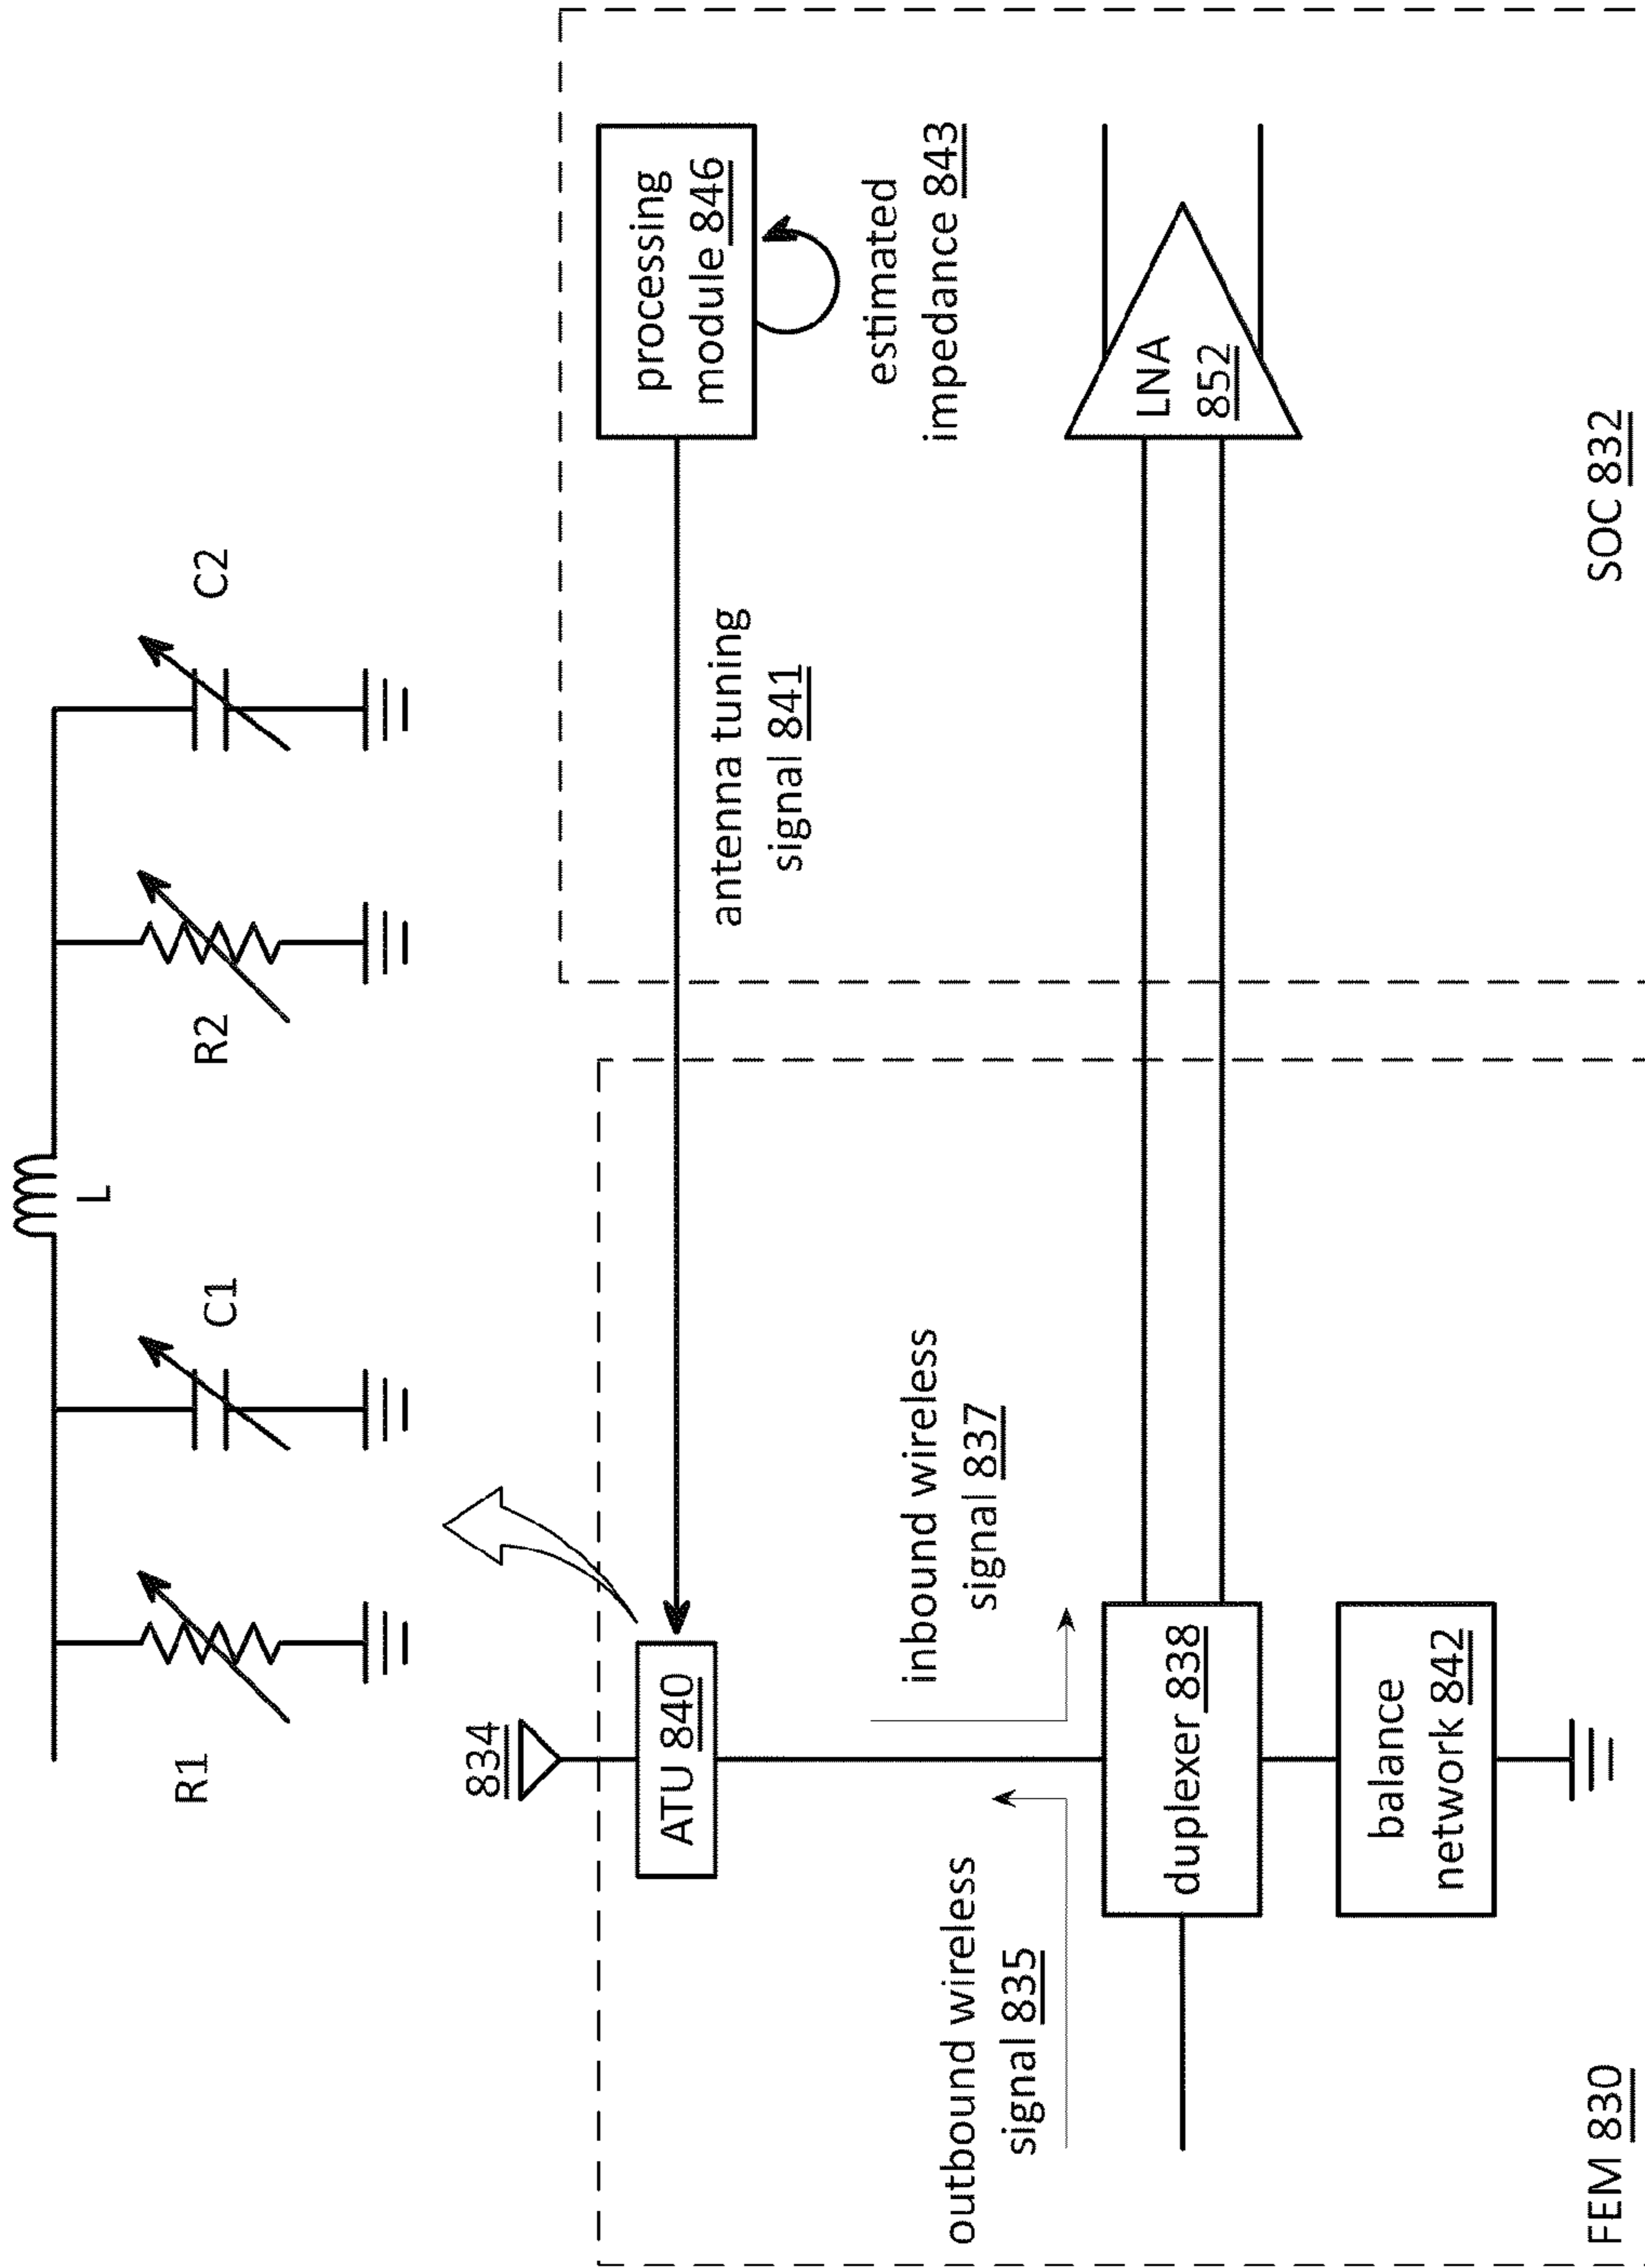 L
R1
C1
R2
C2
834
ATU 840
antenna tuning
signal 841
processing
module 846
estimated
impedance 843
inbound wireless
signal 837
outbound wireless
signal 835
duplexer 838
LNA
852
balance
network 842
FEM 830
SOC 832